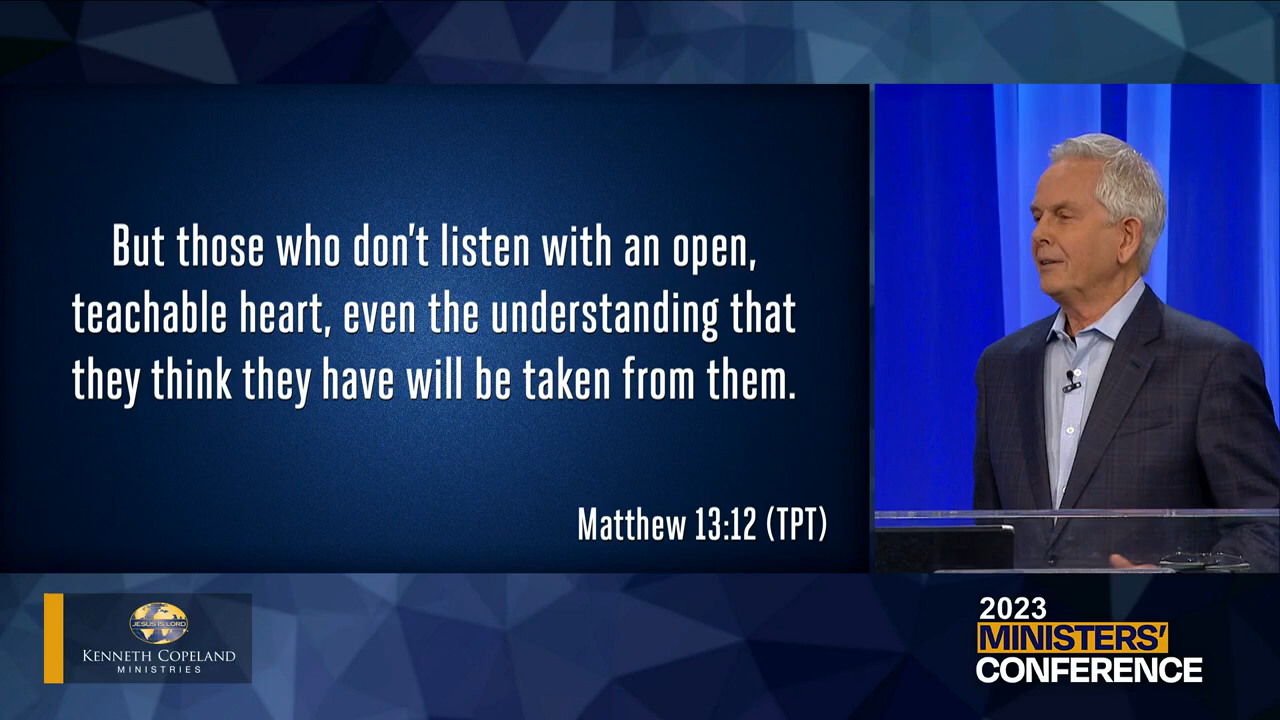 But those who don't listen with an open,
teachable heart, even the understanding that
they think they have will be taken from them.
Matthew 13:12 (TPT)
JESUS IS LORD
KENNETH COPELAND
MINISTRIES
2023
MINISTERS'
CONFERENCE